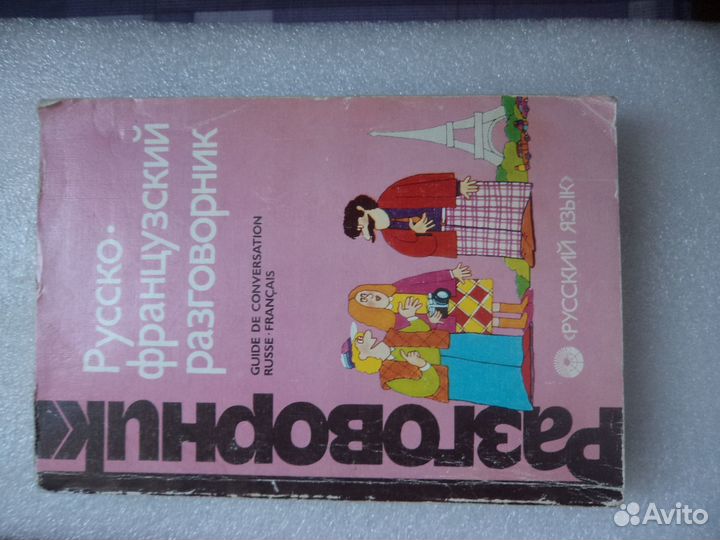 Русско-
французский
разговорник
GUIDE DE CONVERSATION
RUSSE·FRANÇAIS
Разговорник
«РУССКИЙ ЯЗЫК»
Avito